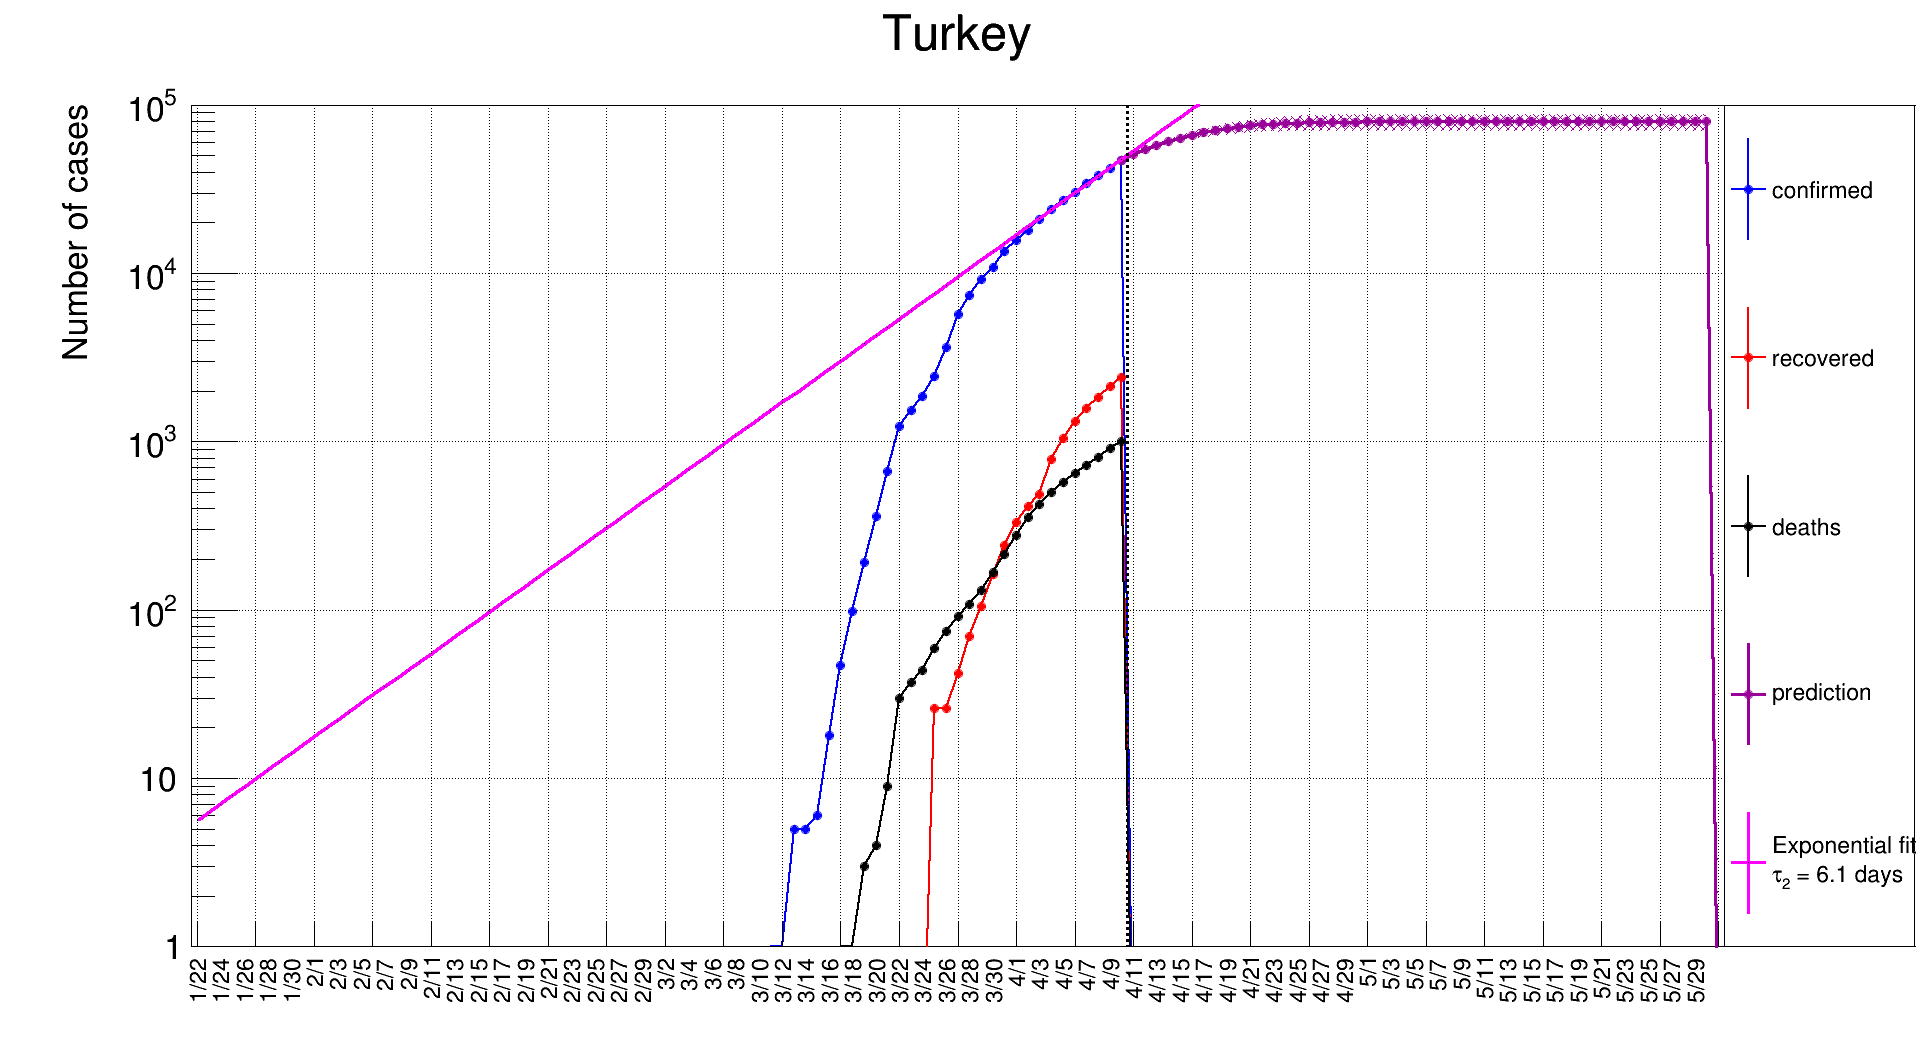 Turkey
Number of cases
10^5
10^4
10^3
10^2
10
1
1/22 1/24 1/26 1/28 1/30 2/1 2/3 2/5 2/7 2/9 2/11 2/13 2/15 2/17 2/19 2/21 2/23 2/25 2/27 2/29 3/2 3/4 3/6 3/8 3/10 3/12 3/14 3/16 3/18 3/20 3/22 3/24 3/26 3/28 3/30 4/1 4/3 4/5 4/7 4/9 4/11 4/13 4/15 4/17 4/19 4/21 4/23 4/25 4/27 4/29 5/1 5/3 5/5 5/7 5/9 5/11 5/13 5/15 5/17 5/19 5/21 5/23 5/25 5/27 5/29
confirmed
recovered
deaths
prediction
Exponential fit
τ₂ = 6.1 days